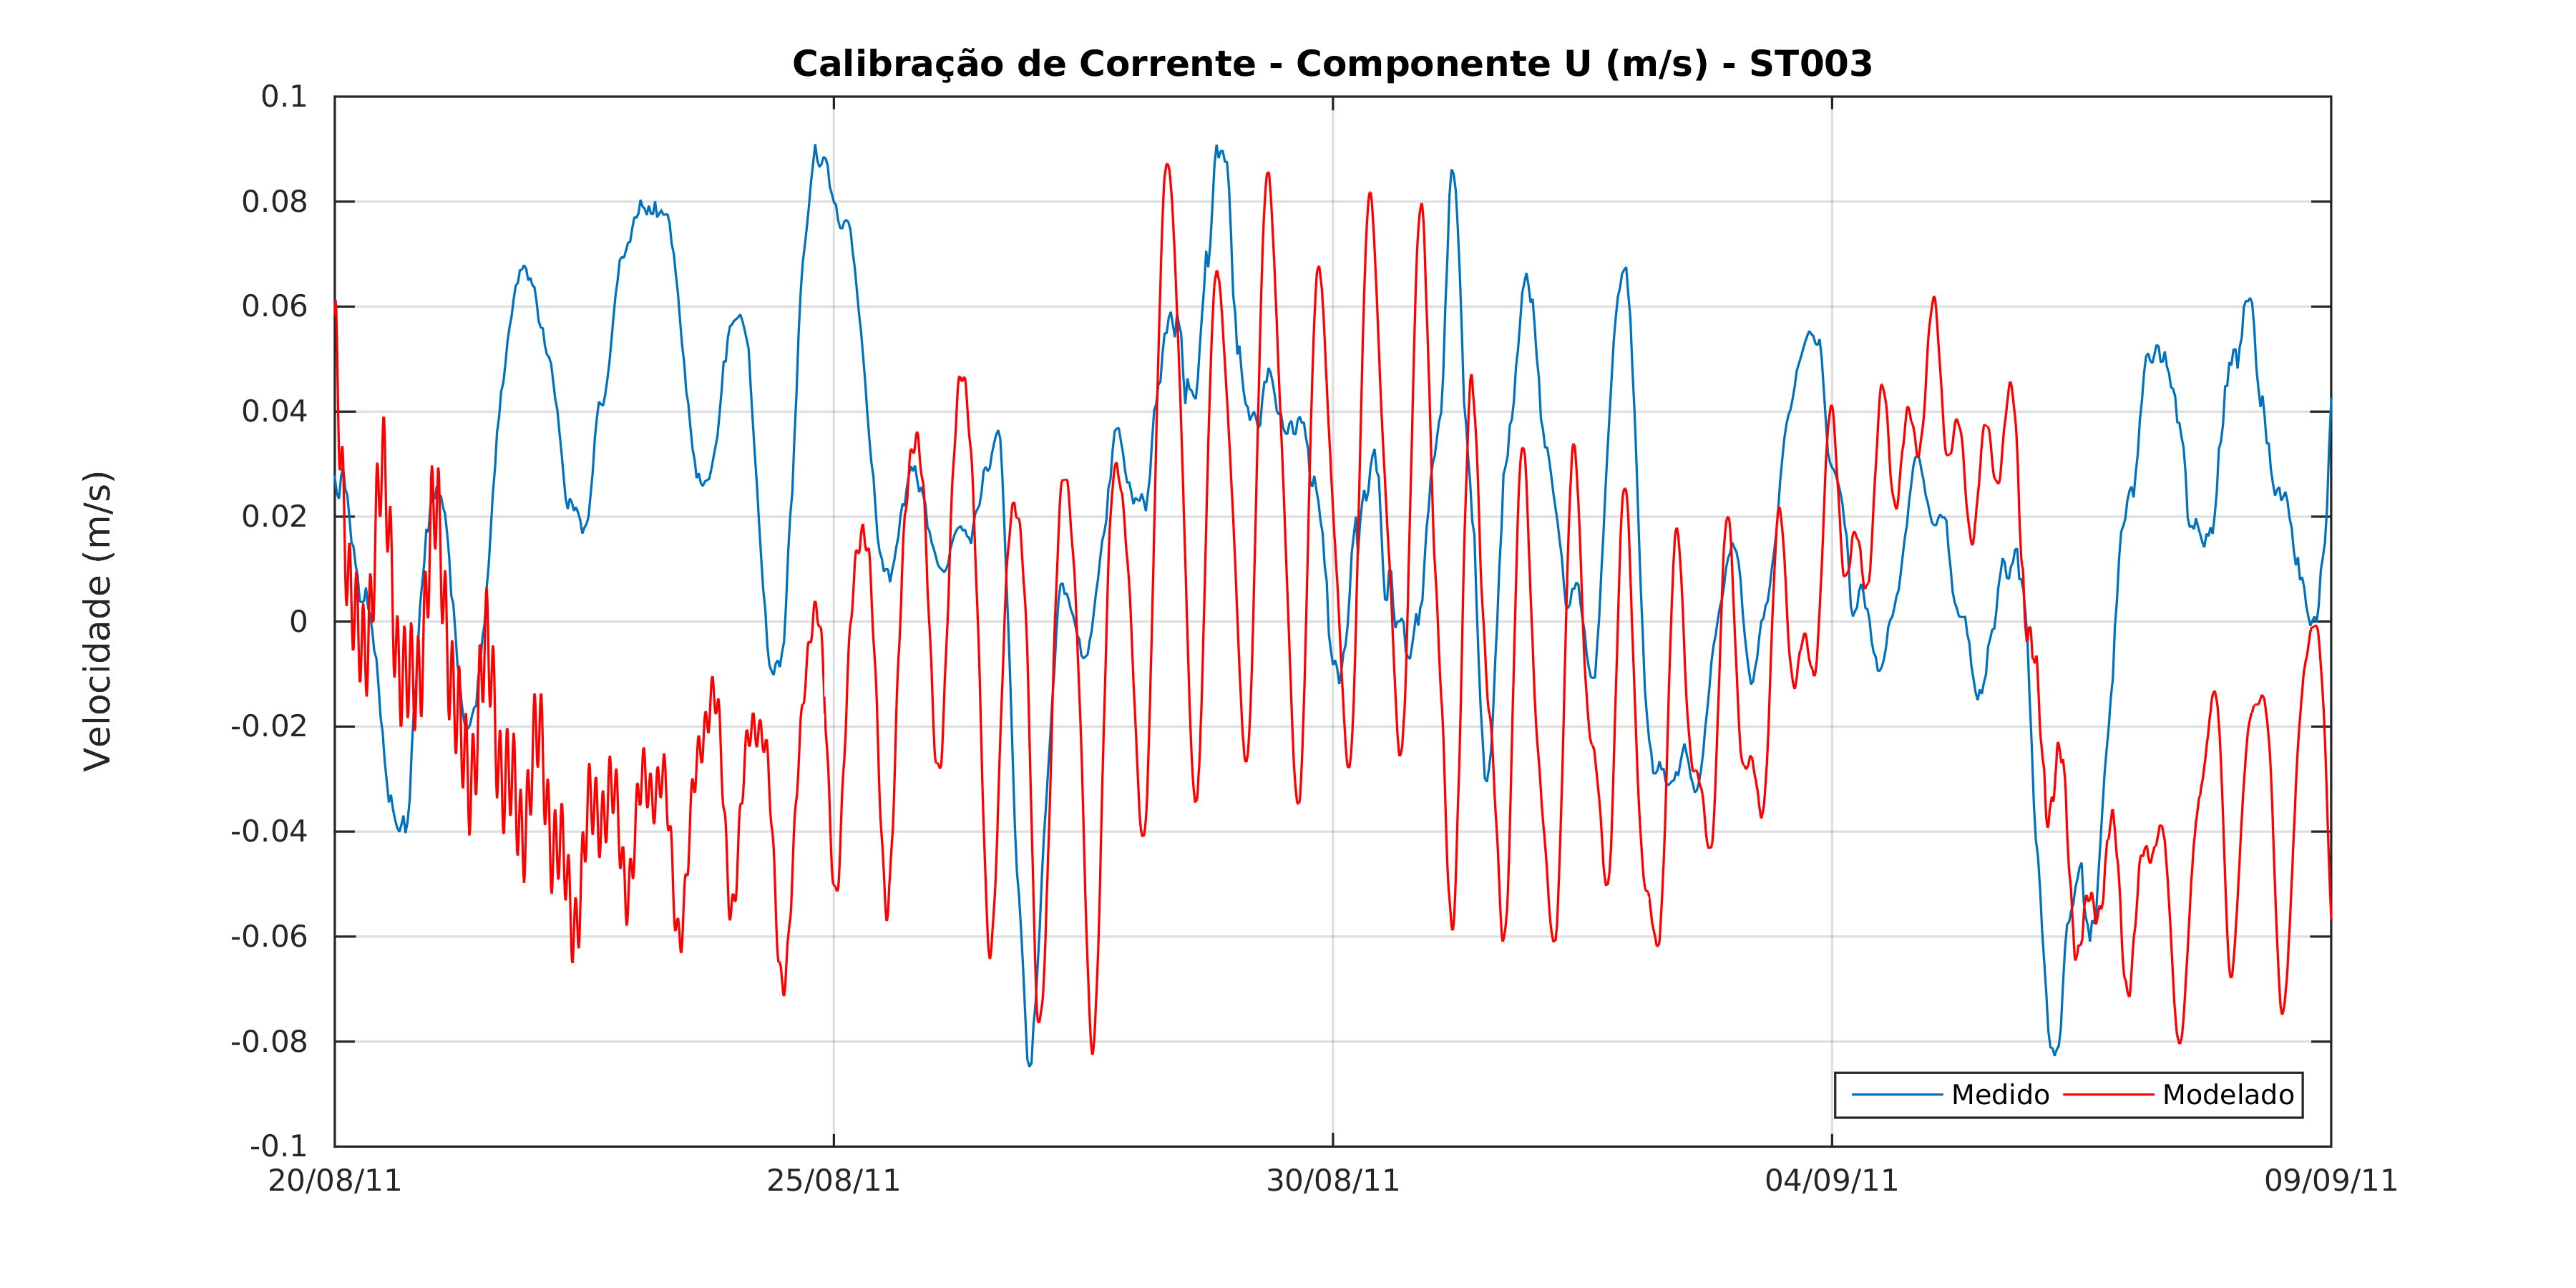 Calibração de Corrente - Componente U (m/s) - ST003
Velocidade (m/s)
0.1
0.08
0.06
0.04
0.02
0
-0.02
-0.04
-0.06
-0.08
-0.1
20/08/11 25/08/11 30/08/11 04/09/11 09/09/11
Medido Modelado